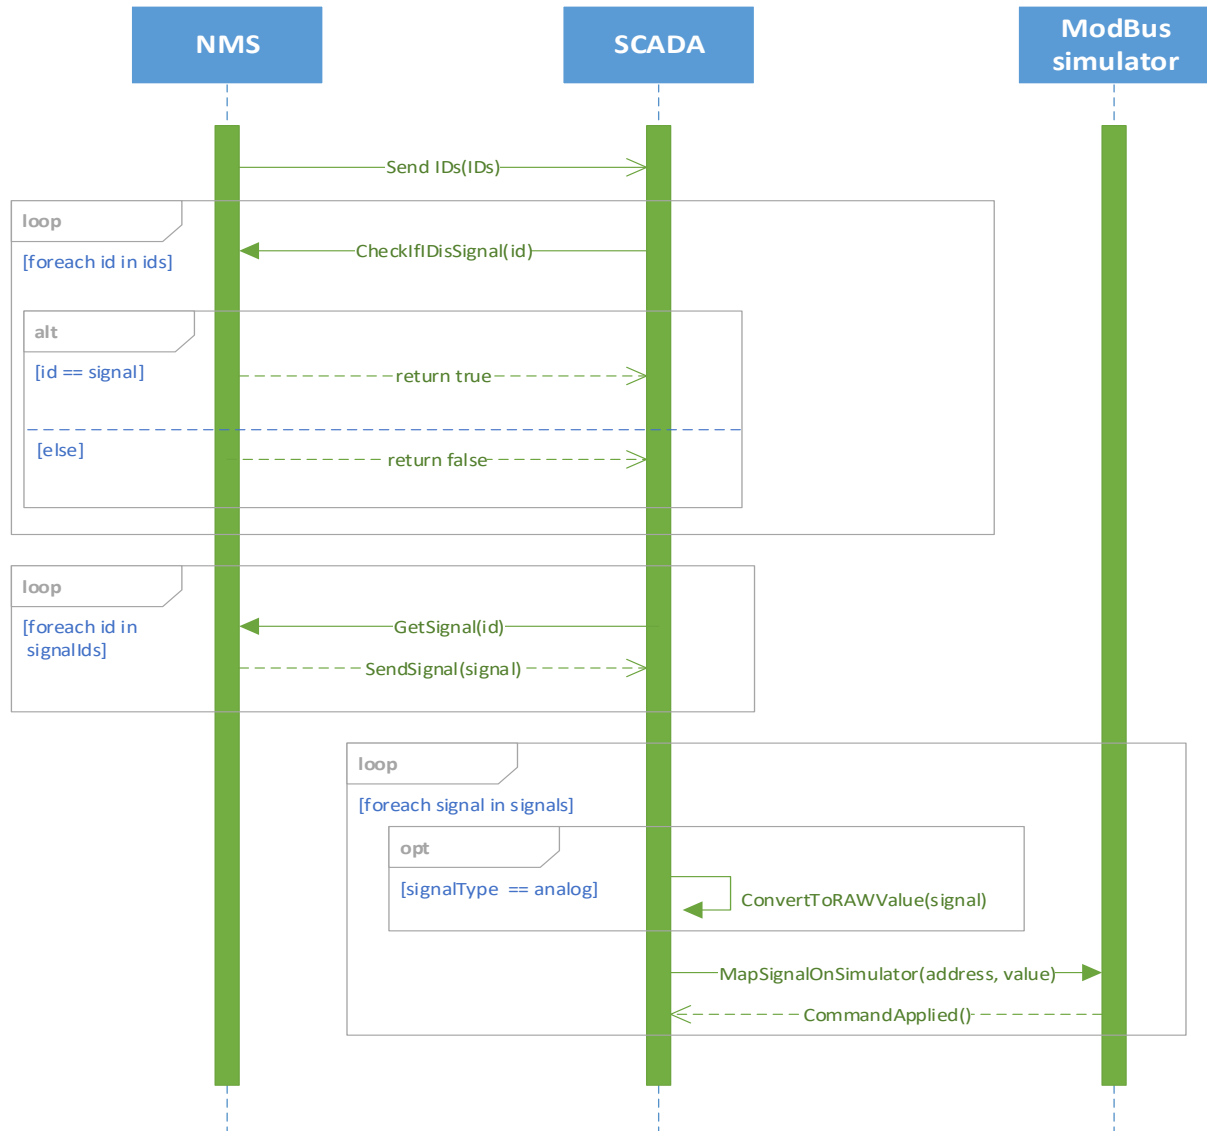 NMS
SCADA
ModBus
simulator
Send IDs(IDs)
loop
[foreach id in ids]
CheckIfIDisSignal(id)
alt
[id == signal]
return true
[else]
return false
loop
[foreach id in
signalIds]
GetSignal(id)
SendSignal(signal)
loop
[foreach signal in signals]
opt
[signalType == analog]
ConvertToRAWValue(signal)
MapSignalOnSimulator(address, value)
CommandApplied()